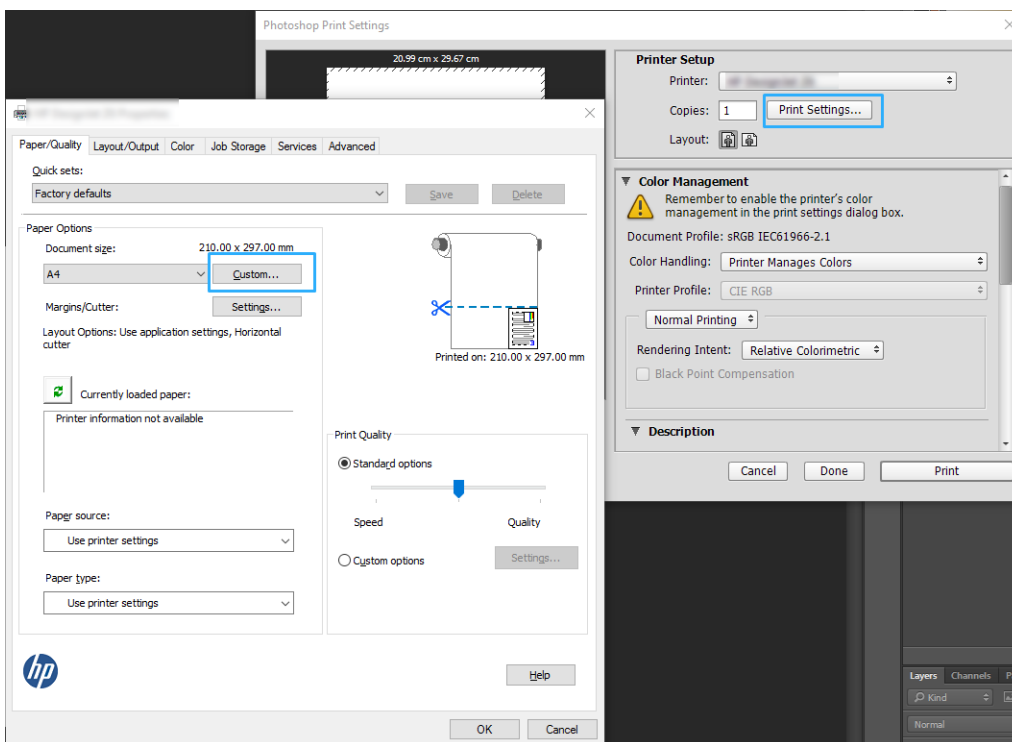 Photoshop Print Settings
20.99 cm x 29.67 cm
Printer Setup
Printer:
Copies: 1 Print Settings...
Layout:
Color Management
Remember to enable the printer's color
management in the print settings dialog box.
Document Profile: sRGB IEC61966-2.1
Color Handling: Printer Manages Colors
Printer Profile: CIE RGB
Normal Printing
Rendering Intent: Relative Colorimetric
Black Point Compensation
Description
Cancel Done Print
Paper/Quality Layout/Output Color Job Storage Services Advanced
Quick sets:
Factory defaults Save Delete
Paper Options
Document size: 210.00 x 297.00 mm
A4 Custom...
Margins/Cutter: Settings...
Layout Options: Use application settings, Horizontal
cutter
Printed on: 210.00 x 297.00 mm
Currently loaded paper:
Printer information not available
Print Quality
Standard options
Speed Quality
Custom options Settings...
Paper source:
Use printer settings
Paper type:
Use printer settings
hp
Help
OK Cancel
Layers Channels P
Kind
Normal